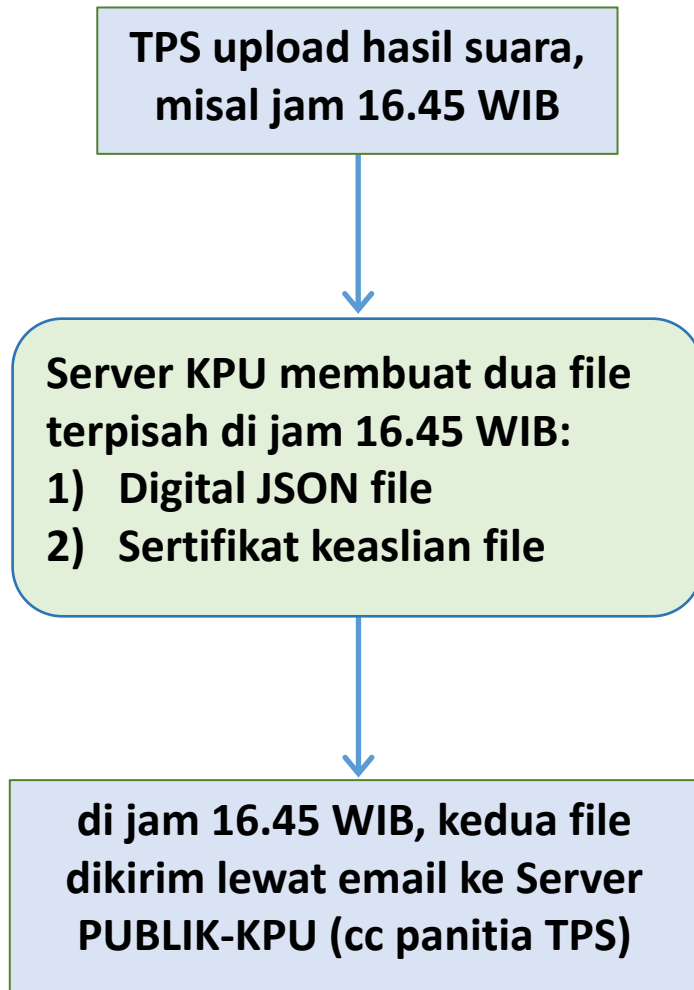 TPS upload hasil suara,
misal jam 16.45 WIB
Server KPU membuat dua file
terpisah di jam 16.45 WIB:
1) Digital JSON file
2) Sertifikat keaslian file
di jam 16.45 WIB, kedua file
dikirim lewat email ke Server
PUBLIK-KPU (cc panitia TPS)